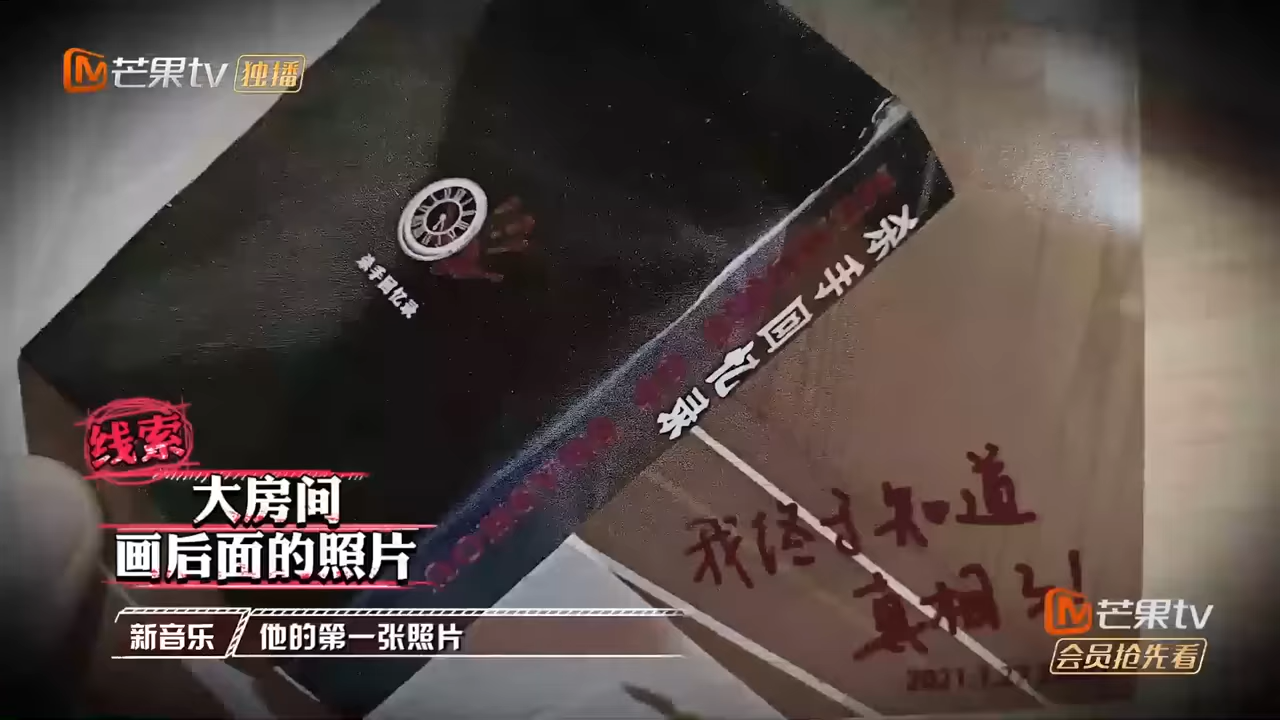 芒果TV 独播
杀手回忆录
杀手回忆录
线索
大房间
画后面的照片
新音乐 他的第一张照片
我终于知道
真相了!
芒果TV
会员抢先看